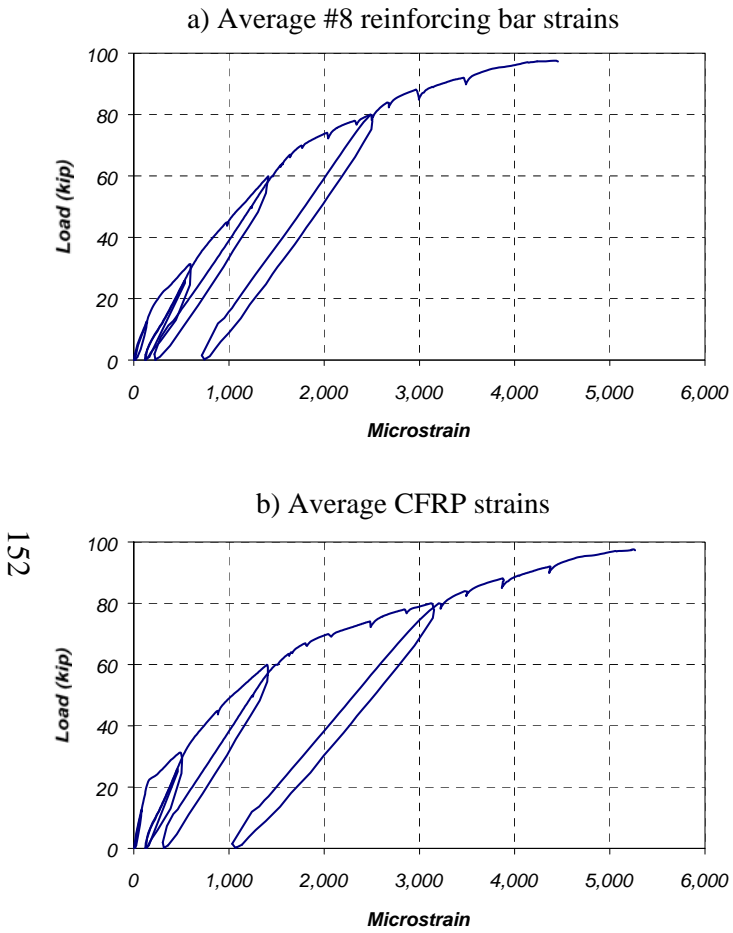 a) Average #8 reinforcing bar strains
100
80
60
40
20
0
Load (kip)
0 1,000 2,000 3,000 4,000 5,000 6,000
Microstrain
b) Average CFRP strains
100
80
60
40
20
0
Load (kip)
0 1,000 2,000 3,000 4,000 5,000 6,000
Microstrain
152